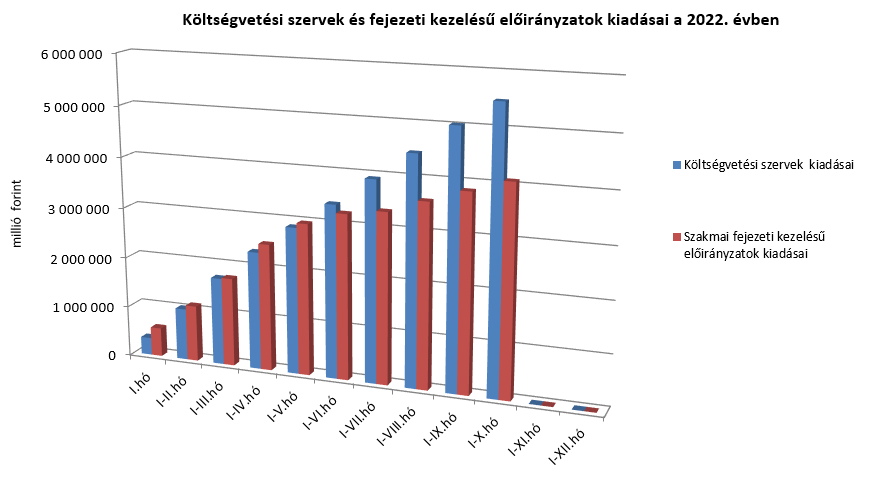 Költségvetési szervek és fejezeti kezelésű előirányzatok kiadásai a 2022. évben
6 000 000
5 000 000
4 000 000
3 000 000
2 000 000
1 000 000
0
millió forint
I.hó
I-II.hó
I-III.hó
I-IV.hó
I-V.hó
I-VI.hó
I-VII.hó
I-VIII.hó
I-IX.hó
I-X.hó
I-XI.hó
I-XII.hó
Költségvetési szervek kiadásai
Szakmai fejezeti kezelésű
előirányzatok kiadásai